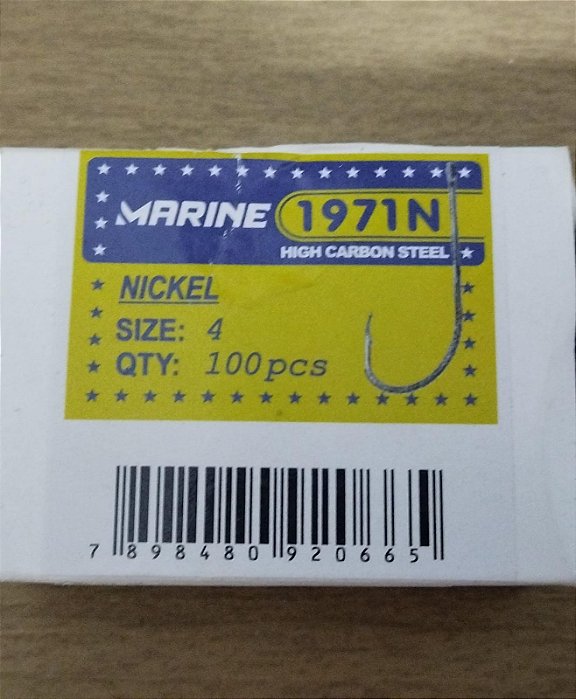 MARINE 1971N
HIGH CARBON STEEL
NICKEL
SIZE: 4
QTY: 100pcs
7 898480 920665